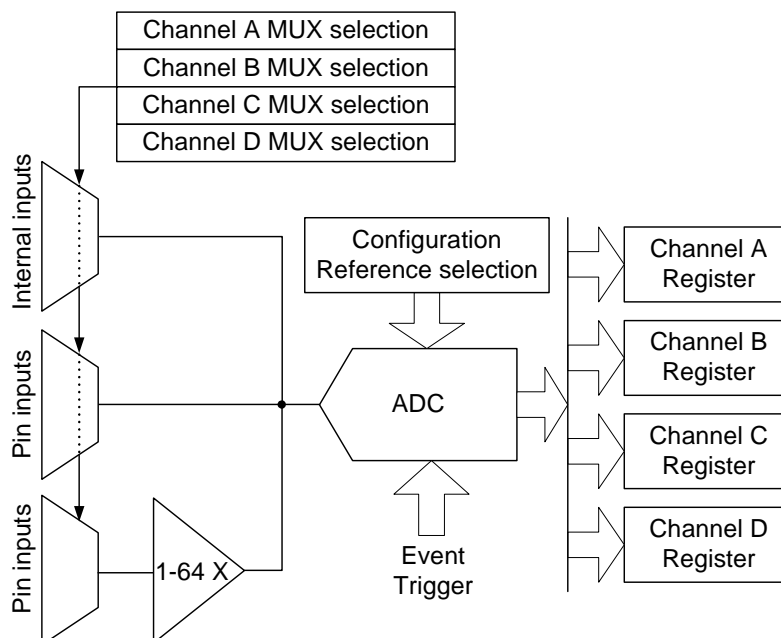 Channel A MUX selection
Channel B MUX selection
Channel C MUX selection
Channel D MUX selection
Internal inputs
Pin inputs
Pin inputs
1-64 X
Configuration
Reference selection
ADC
Event
Trigger
Channel A
Register
Channel B
Register
Channel C
Register
Channel D
Register